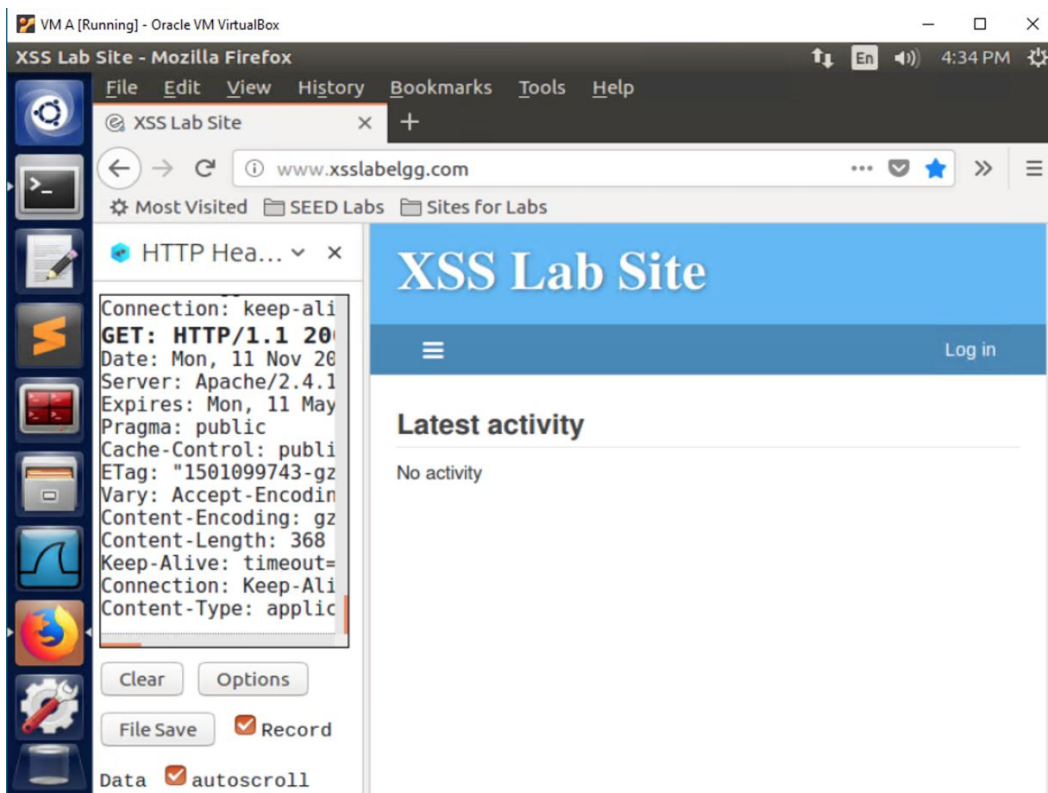 VM A [Running] - Oracle VM VirtualBox
XSS Lab Site - Mozilla Firefox
En
4:34 PM
File Edit View History Bookmarks Tools Help
XSS Lab Site
www.xsslabelgg.com
Most Visited
SEED Labs
Sites for Labs
HTTP Hea...
Connection: keep-ali
GET: HTTP/1.1 20
Date: Mon, 11 Nov 20
Server: Apache/2.4.1
Expires: Mon, 11 May
Pragma: public
Cache-Control: publi
ETag: "1501099743-gz
Vary: Accept-Encodin
Content-Encoding: gz
Content-Length: 368
Keep-Alive: timeout=
Connection: Keep-Ali
Content-Type: applic
Clear
Options
File Save
Record
Data
autoscroll
XSS Lab Site
Log in
Latest activity
No activity